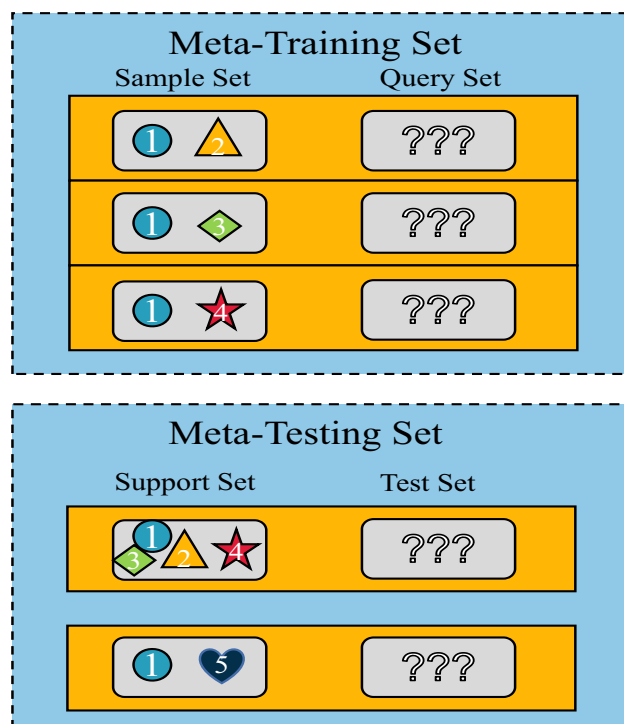 Meta-Training Set
Sample Set Query Set
1 2 ???
1 3 ???
1 4 ???
Meta-Testing Set
Support Set Test Set
1 3 2 4 ???
1 5 ???